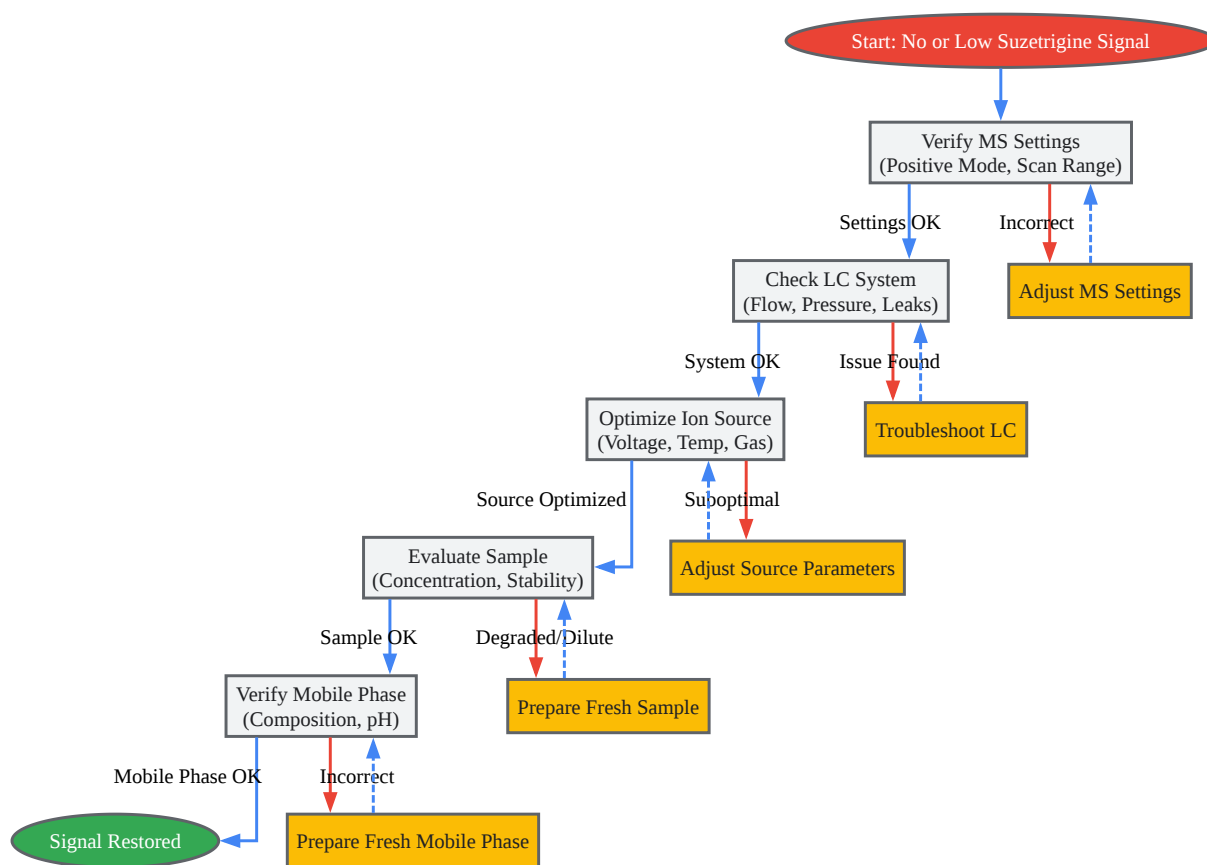 Start: No or Low Suzetrigine Signal
Verify MS Settings
(Positive Mode, Scan Range)
Settings OK
Incorrect
Check LC System
(Flow, Pressure, Leaks)
Adjust MS Settings
System OK
Issue Found
Optimize Ion Source
(Voltage, Temp, Gas)
Troubleshoot LC
Source Optimized
Suboptimal
Evaluate Sample
(Concentration, Stability)
Adjust Source Parameters
Sample OK
Degraded/Dilute
Verify Mobile Phase
(Composition, pH)
Prepare Fresh Sample
Mobile Phase OK
Incorrect
Signal Restored
Prepare Fresh Mobile Phase